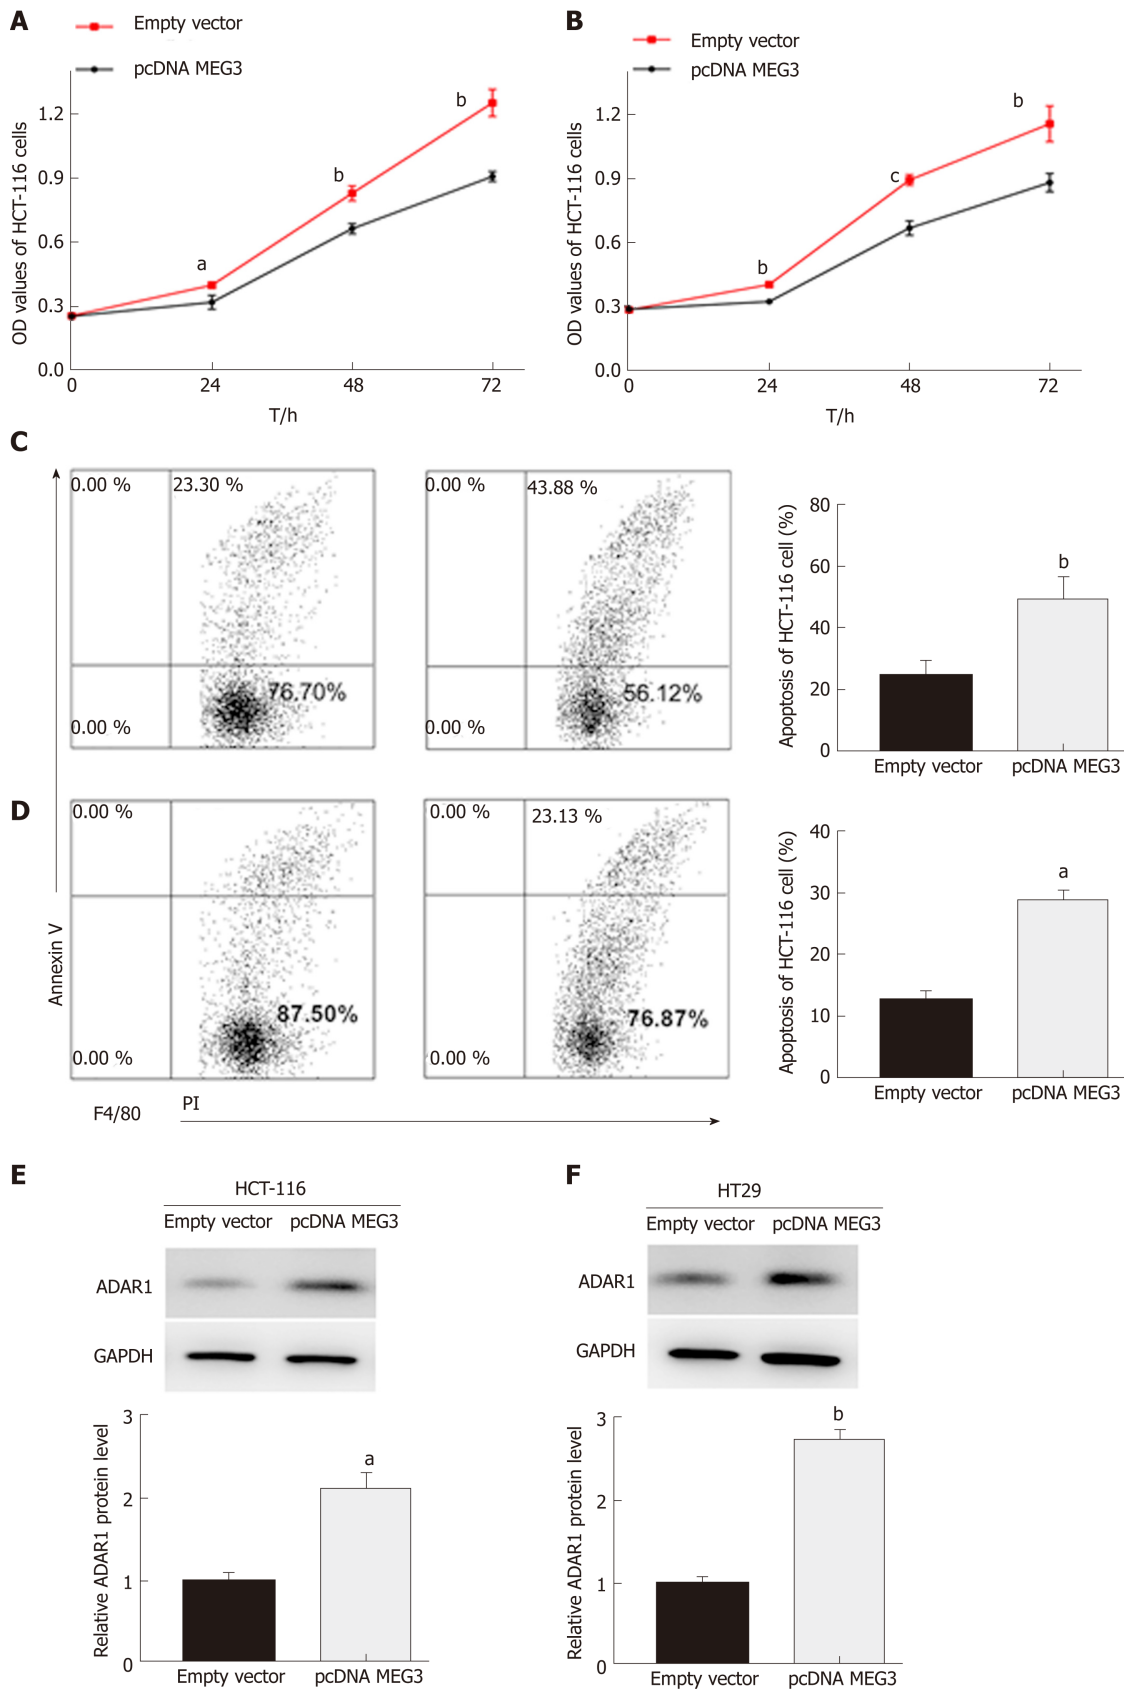 A
Empty vector
pcDNA MEG3
OD values of HCT-116 cells
1.2
0.9
0.6
0.3
0.0
a
b
b
0
24
48
72
T/h
B
Empty vector
pcDNA MEG3
OD values of HCT-116 cells
1.2
0.9
0.6
0.3
0.0
b
c
b
0
24
48
72
T/h
C
0.00 %
23.30 %
0.00 %
76.70%
0.00 %
43.88 %
0.00 %
56.12%
Apoptosis of HCT-116 cell (%)
80
60
40
20
0
b
Empty vector
pcDNA MEG3
D
0.00 %
0.00 %
87.50%
0.00 %
23.13 %
0.00 %
76.87%
Annexin V
F4/80
PI
Apoptosis of HCT-116 cell (%)
40
30
20
10
0
a
Empty vector
pcDNA MEG3
E
HCT-116
Empty vector
pcDNA MEG3
ADAR1
GAPDH
Relative ADAR1 protein level
3
2
1
0
a
Empty vector
pcDNA MEG3
F
HT29
Empty vector
pcDNA MEG3
ADAR1
GAPDH
Relative ADAR1 protein level
3
2
1
0
b
Empty vector
pcDNA MEG3